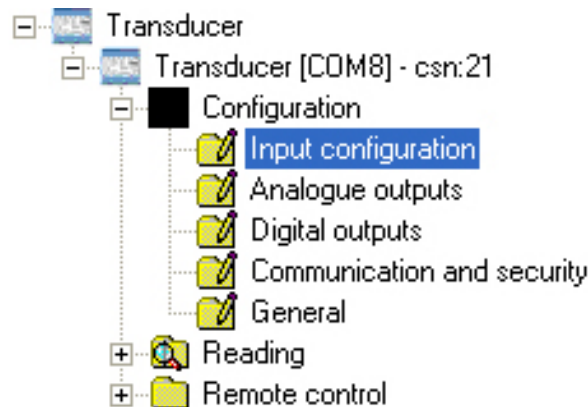 Transducer
Transducer [COM8] - csn:21
Configuration
Input configuration
Analogue outputs
Digital outputs
Communication and security
General
Reading
Remote control